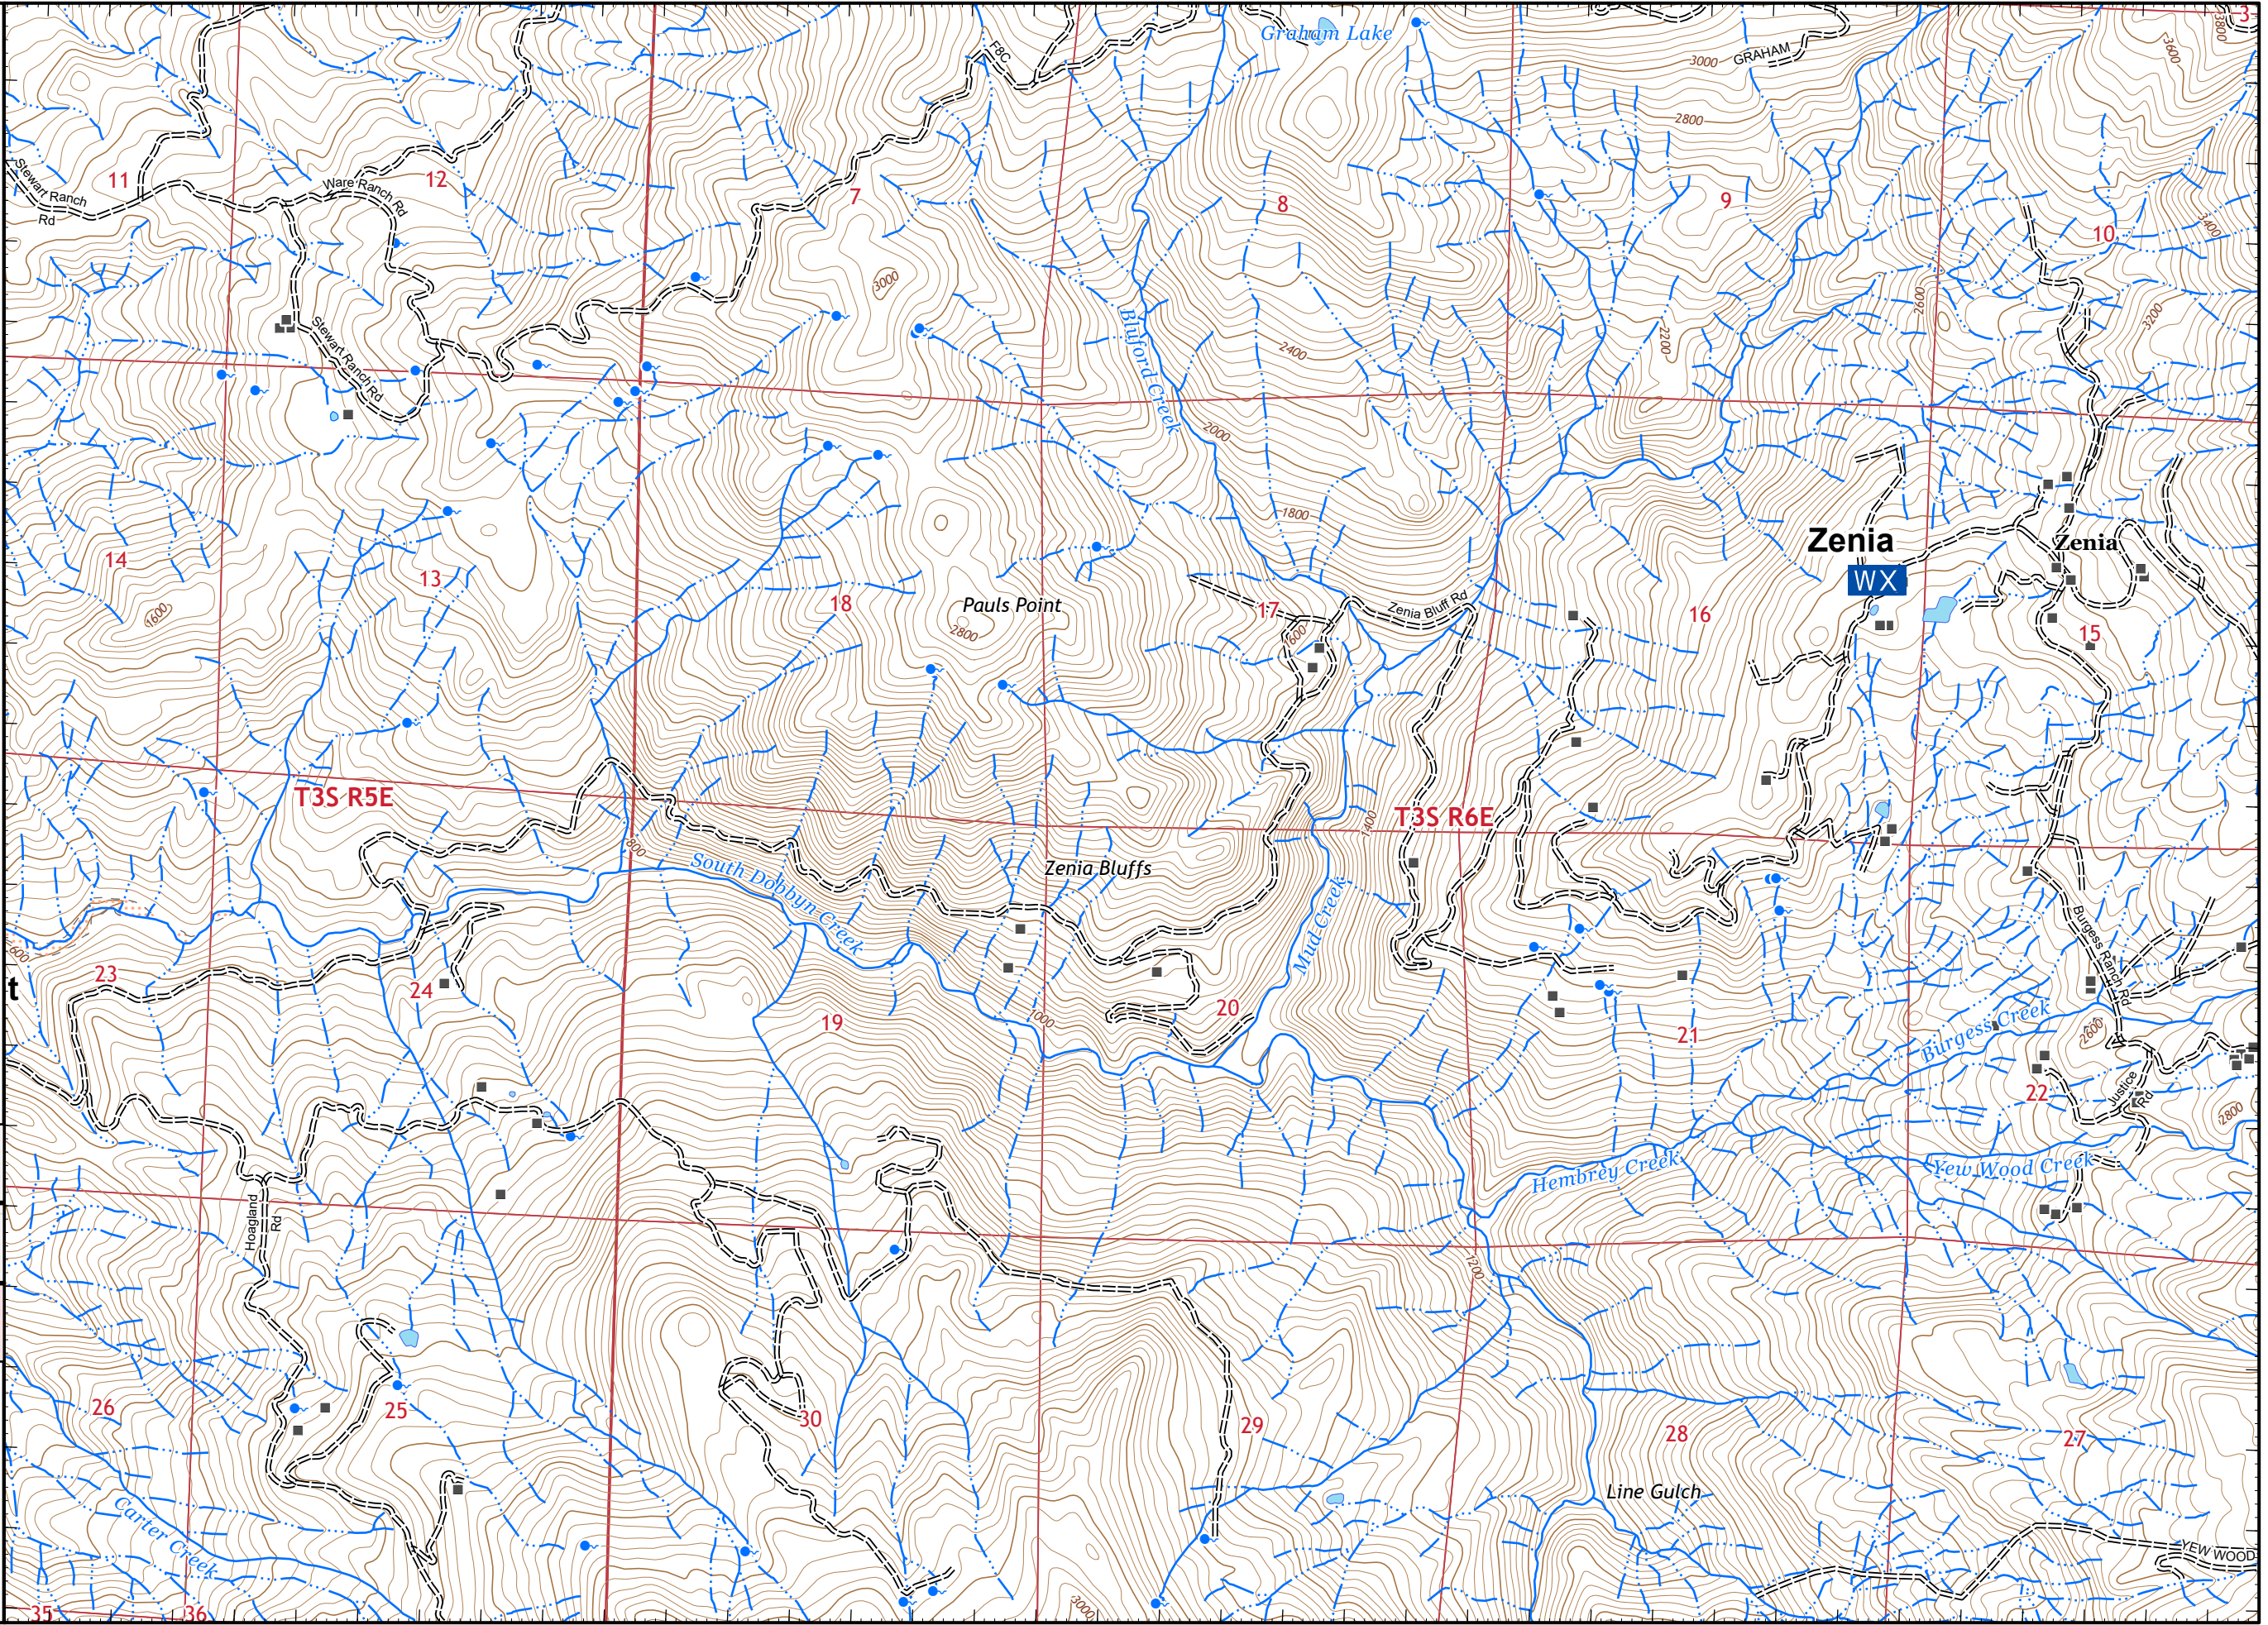 Graham Lake
3
3800
F8C
GRAHAM
3000
3600
2800
11
Stewart Ranch
Rd
Ware Ranch Rd
12
7
8
9
10
3400
3000
2600
3200
Bluford Creek
2200
2400
Stewart Ranch Rd
2000
1800
Zenia
Zenia
WX
14
13
1600
18
Pauls Point
2800
17
1600
Zenia Bluff Rd
16
15
T3S R5E
T3S R6E
1400
800
South Dobbyn Creek
Zenia Bluffs
Mud Creek
Burgess Ranch Rd
600
23
t
24
19
1000
20
21
Burgess Creek
2600
22
Justice
Rd
2800
Hembrey Creek
Yew Wood Creek
Hoagland
Rd
1200
26
25
30
29
28
27
Line Gulch
Carter Creek
YEW WOOD
35
36
3000